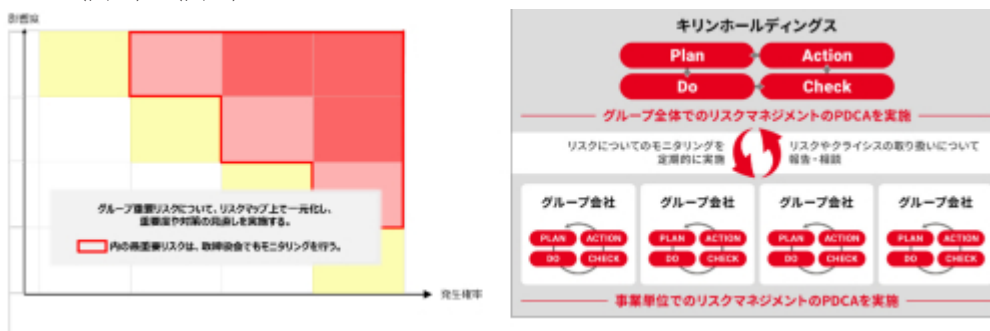 影響度
グループ重要リスクについて、リスクマップ上で一元化し、
重要度や対策の見直しを実施する。
内の最重要リスクは、取締役会でもモニタリングを行う。
発生確率
キリンホールディングス
Plan
Action
Do
Check
グループ全体でのリスクマネジメントのPDCAを実施
リスクについてのモニタリングを
定期的に実施
リスクやクライシスの取り扱いについて
報告・相談
グループ会社
グループ会社
グループ会社
グループ会社
PLAN ACTION
DO CHECK
PLAN ACTION
DO CHECK
PLAN ACTION
DO CHECK
PLAN ACTION
DO CHECK
事業単位でのリスクマネジメントのPDCAを実施